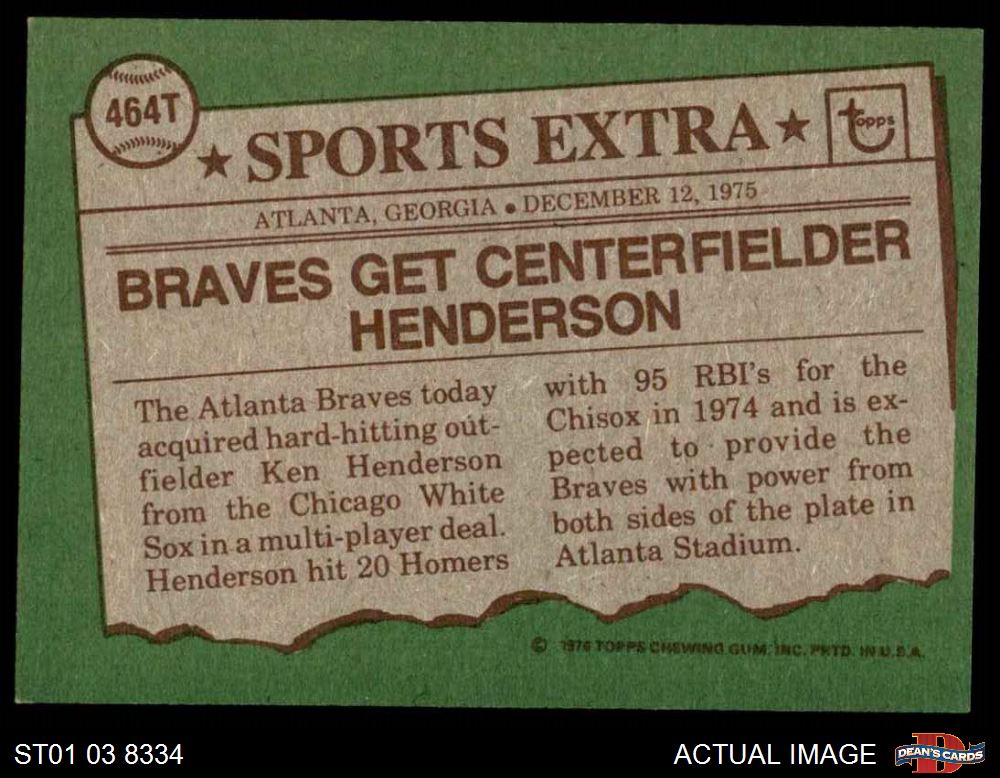 464T
★ SPORTS EXTRA ★
topps
ATLANTA, GEORGIA • DECEMBER 12, 1975
BRAVES GET CENTERFIELDER
HENDERSON
The Atlanta Braves today
acquired hard-hitting out-
fielder Ken Henderson
from the Chicago White
Sox in a multi-player deal.
Henderson hit 20 Homers
with 95 RBI's for the
Chisox in 1974 and is ex-
pected to provide the
Braves with power from
both sides of the plate in
Atlanta Stadium.
© 1976 TOPPS CHEWING GUM, INC. PRTD. IN U.S.A.
ST01 03 8334
ACTUAL IMAGE
DEAN'S CARDS